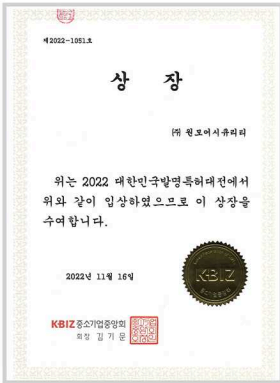 제2022-1051호
상 장
㈜ 원모어시큐리티
위는 2022 대한민국발명특허대전에서
위와 같이 입상하였으므로 이 상장을
수여합니다.
2022년 11월 16일
KBIZ 중소기업중앙회
회장 김기문
KBIZ